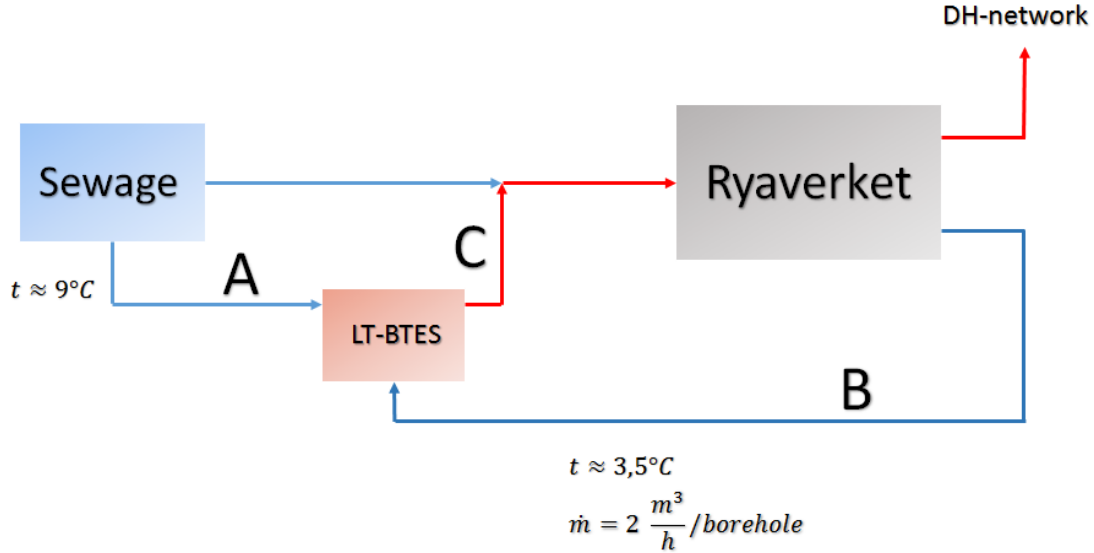 DH-network
Sewage
Ryaverket
C
A
t ≈ 9°C
LT-BTES
B
t ≈ 3,5°C
ṁ = 2 m³/h /borehole